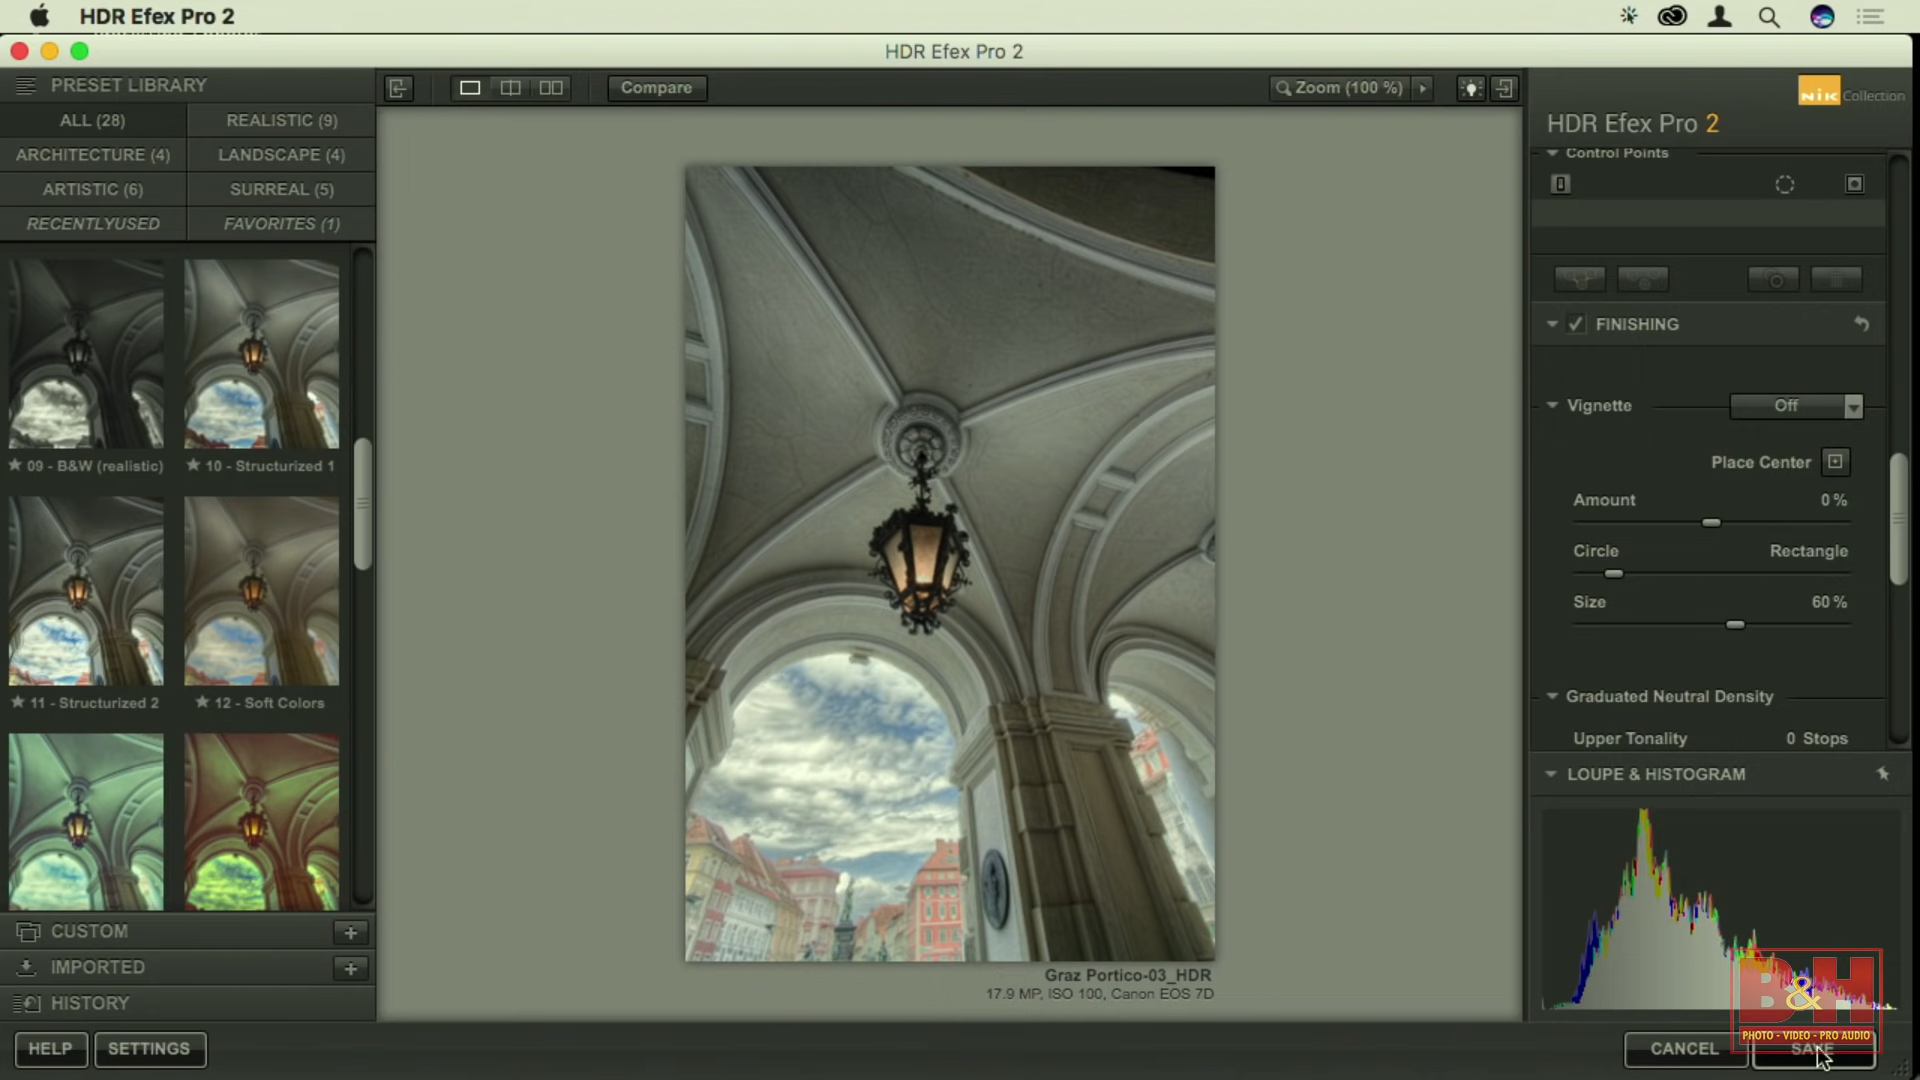 HDR Efex Pro 2
HDR Efex Pro 2
PRESET LIBRARY
ALL (28)
REALISTIC (9)
ARCHITECTURE (4)
LANDSCAPE (4)
ARTISTIC (6)
SURREAL (5)
RECENTLYUSED
FAVORITES (1)
09 - B&W (realistic)
10 - Structurized 1
11 - Structurized 2
12 - Soft Colors
CUSTOM
IMPORTED
HISTORY
HELP
SETTINGS
Compare
Zoom (100 %)
Graz Portico-03_HDR
17.9 MP, ISO 100, Canon EOS 7D
nik Collection
HDR Efex Pro 2
Control Points
FINISHING
Vignette
Off
Place Center
Amount 0 %
Circle Rectangle
Size 60 %
Graduated Neutral Density
Upper Tonality 0 Stops
LOUPE & HISTOGRAM
B&H
PHOTO - VIDEO - PRO AUDIO
CANCEL
SAVE